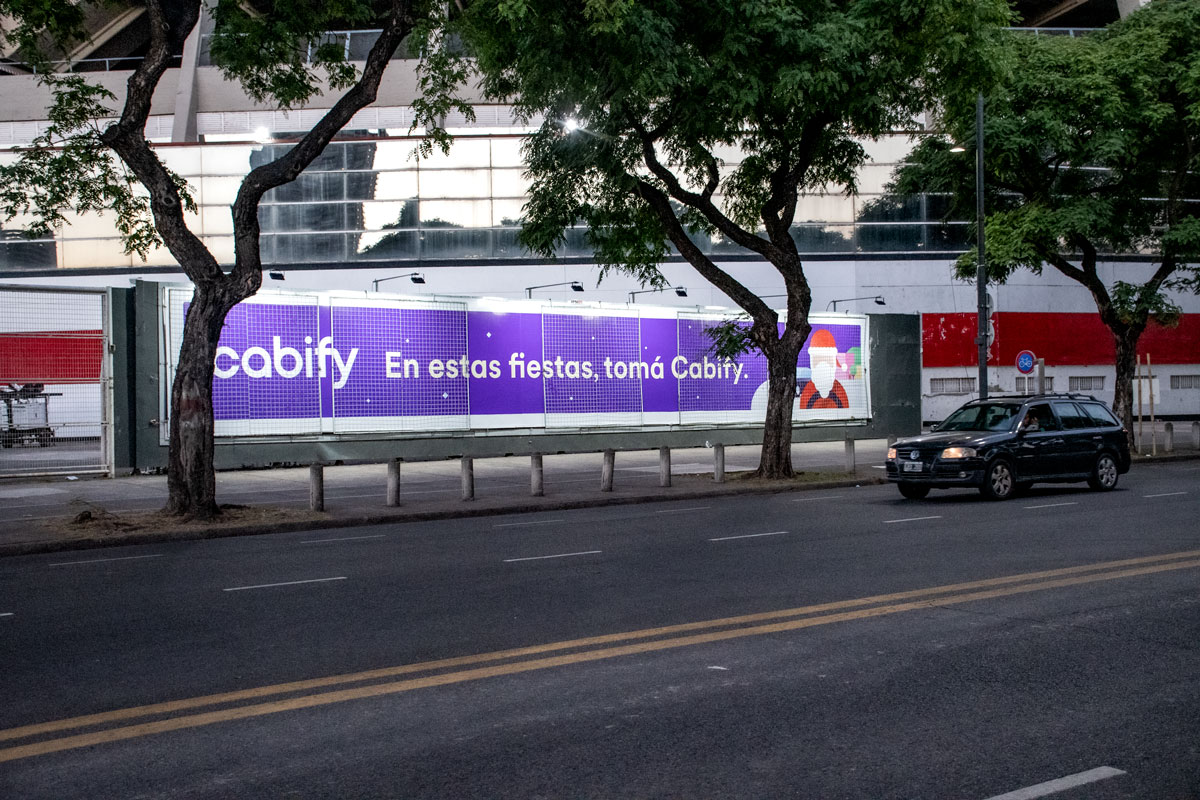 cabify
En estas fiestas, tomá Cabify.